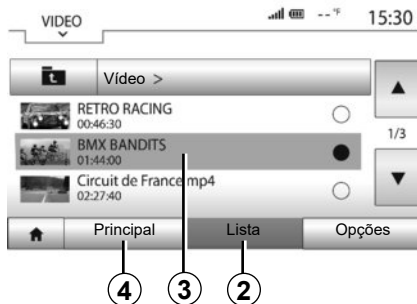 VIDEO
--°F 15:30
Vídeo >
RETRO RACING
00:46:30
BMX BANDITS
01:44:00
1/3
Circuit de France mp4
02:27:40
Principal Lista Opções
4 3 2